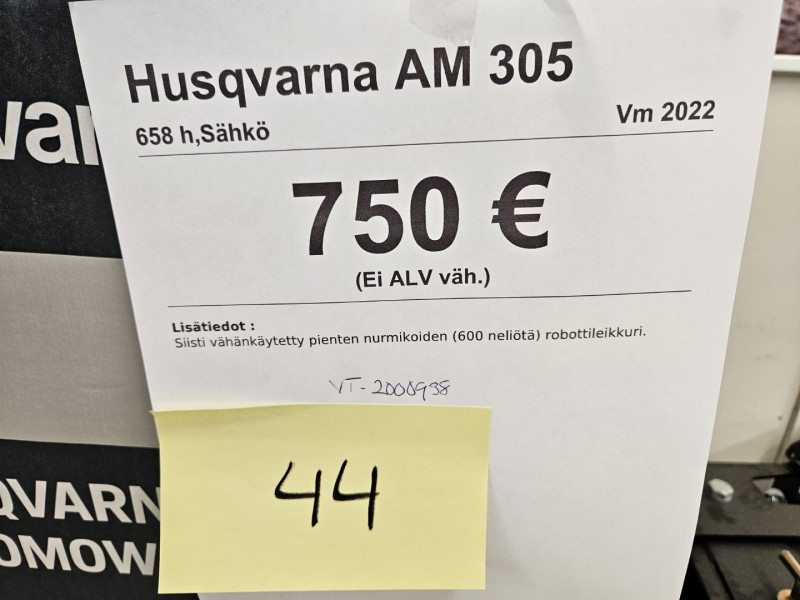 Husqvarna AM 305
658 h,Sähkö
Vm 2022
750 €
(Ei ALV väh.)
Lisätiedot :
Siisti vähänkäytetty pienten nurmikoiden (600 neliötä) robottileikkuri.
VT-2000938
44
var
QVARN
OMOW